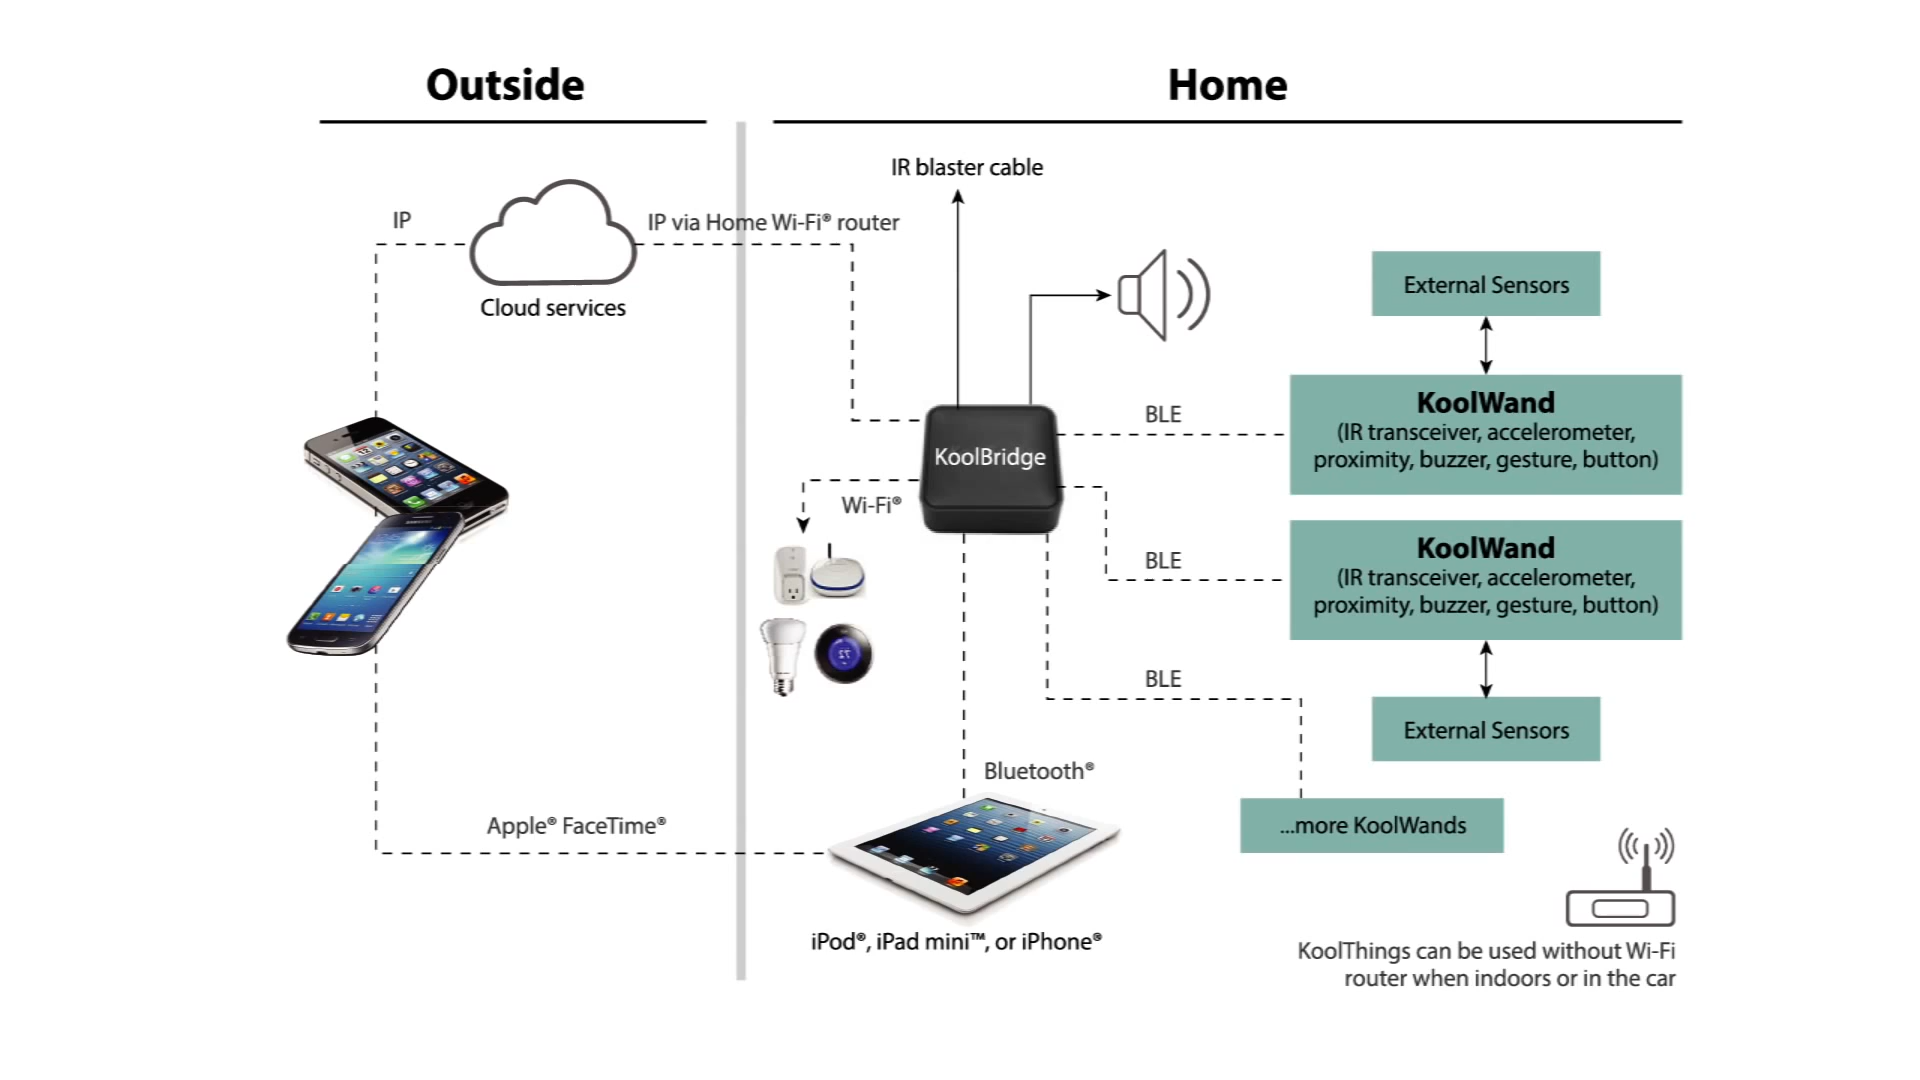 Outside
Home
IR blaster cable
IP
IP via Home Wi-Fi® router
Cloud services
External Sensors
KoolWand
(IR transceiver, accelerometer,
proximity, buzzer, gesture, button)
BLE
KoolBridge
Wi-Fi®
BLE
KoolWand
(IR transceiver, accelerometer,
proximity, buzzer, gesture, button)
BLE
External Sensors
Bluetooth®
Apple® FaceTime®
...more KoolWands
iPod®, iPad mini™, or iPhone®
KoolThings can be used without Wi-Fi
router when indoors or in the car